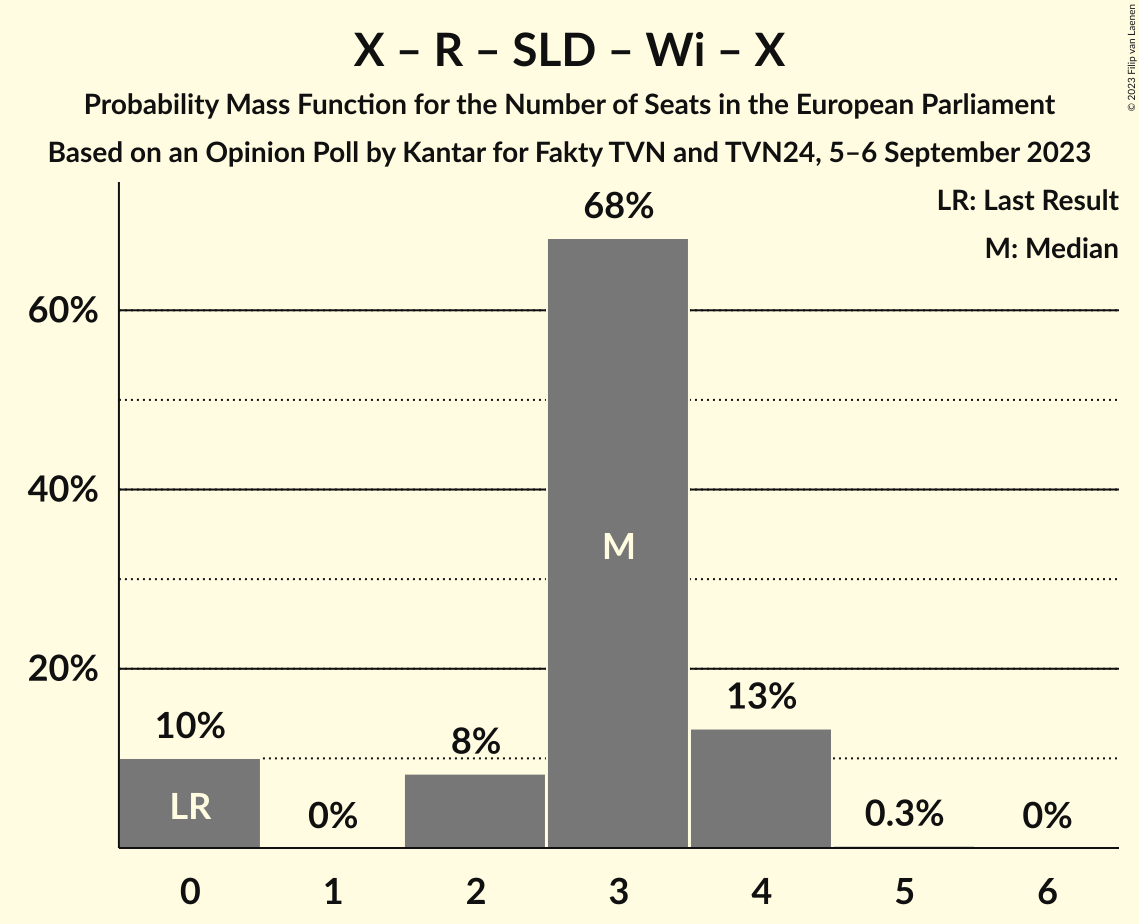 X – R – SLD – Wi – X
Probability Mass Function for the Number of Seats in the European Parliament
Based on an Opinion Poll by Kantar for Fakty TVN and TVN24, 5–6 September 2023
© 2023 Filip van Laenen
LR: Last Result
M: Median
68%
60%
40%
20%
M
10%
LR
0%
8%
13%
0.3%
0%
0 1 2 3 4 5 6